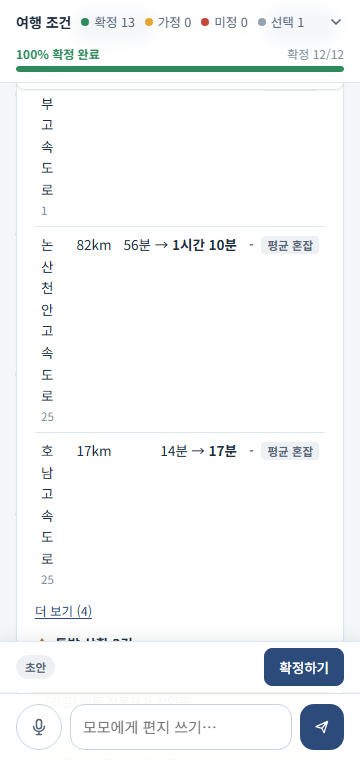 여행 조건 확정 13 가정 0 미정 0 선택 1
100% 확정 완료 확정 12/12
부
고
속
도
로
1
논 82km 56분 → 1시간 10분 - 평균 혼잡
산
천
안
고
속
도
로
25
호 17km 14분 → 17분 - 평균 혼잡
남
고
속
도
로
25
더 보기 (4)
초안 확정하기
모모에게 편지 쓰기…